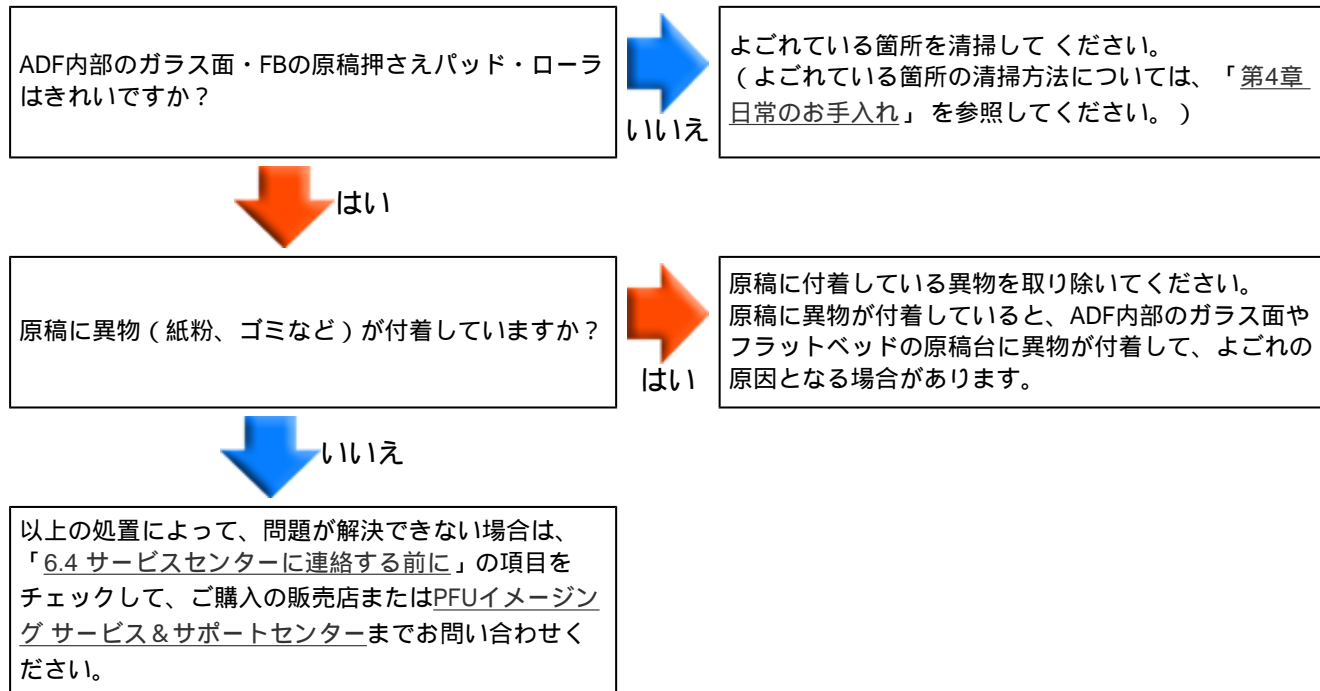 ADF内部のガラス面・FBの原稿押さえパッド・ローラ
はきれいですか？
いいえ
よごれている箇所を清掃して ください。
（よごれている箇所の清掃方法については、「第4章
日常のお手入れ」 を参照してください。）
はい
原稿に異物（紙粉、ゴミなど）が付着していますか？
はい
原稿に付着している異物を取り除いてください。
原稿に異物が付着していると、ADF内部のガラス面や
フラットベッドの原稿台に異物が付着して、よごれの
原因となる場合があります。
いいえ
以上の処置によって、問題が解決できない場合は、
「6.4 サービスセンターに連絡する前に」の項目を
チェックして、ご購入の販売店またはPFUイメージン
グ サービス＆サポートセンターまでお問い合わせく
ださい。